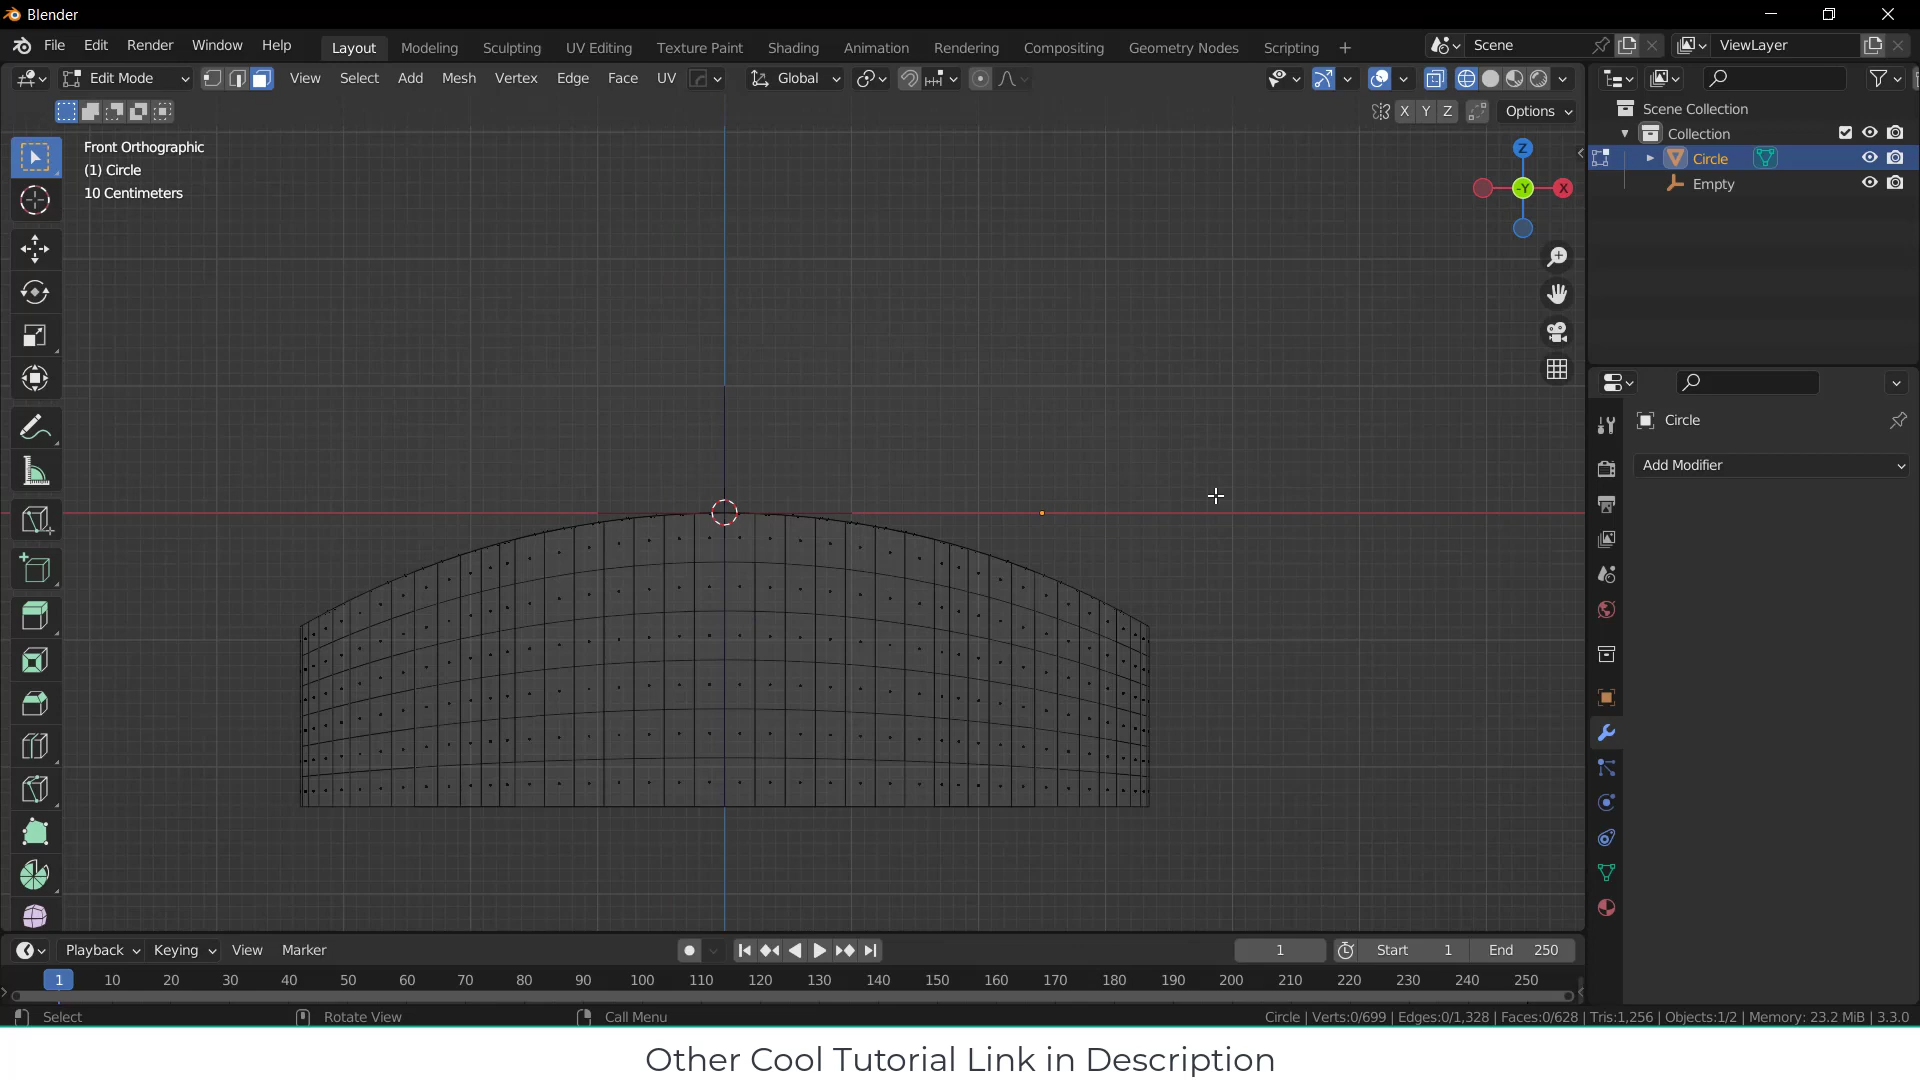 Blender
File Edit Render Window Help Layout Modeling Sculpting UV Editing Texture Paint Shading Animation Rendering Compositing Geometry Nodes Scripting + Scene ViewLayer
Edit Mode View Select Add Mesh Vertex Edge Face UV Global
X Y Z Options
Front Orthographic
(1) Circle
10 Centimeters
Z
-Y X
Scene Collection
Collection
Circle
Empty
Circle
Add Modifier
Playback Keying View Marker 1 Start 1 End 250
1 10 20 30 40 50 60 70 80 90 100 110 120 130 140 150 160 170 180 190 200 210 220 230 240 250
Select Rotate View Call Menu Circle | Verts:0/699 | Edges:0/1,328 | Faces:0/628 | Tris:1,256 | Objects:1/2 | Memory: 23.2 MiB | 3.3.0
Other Cool Tutorial Link in Description